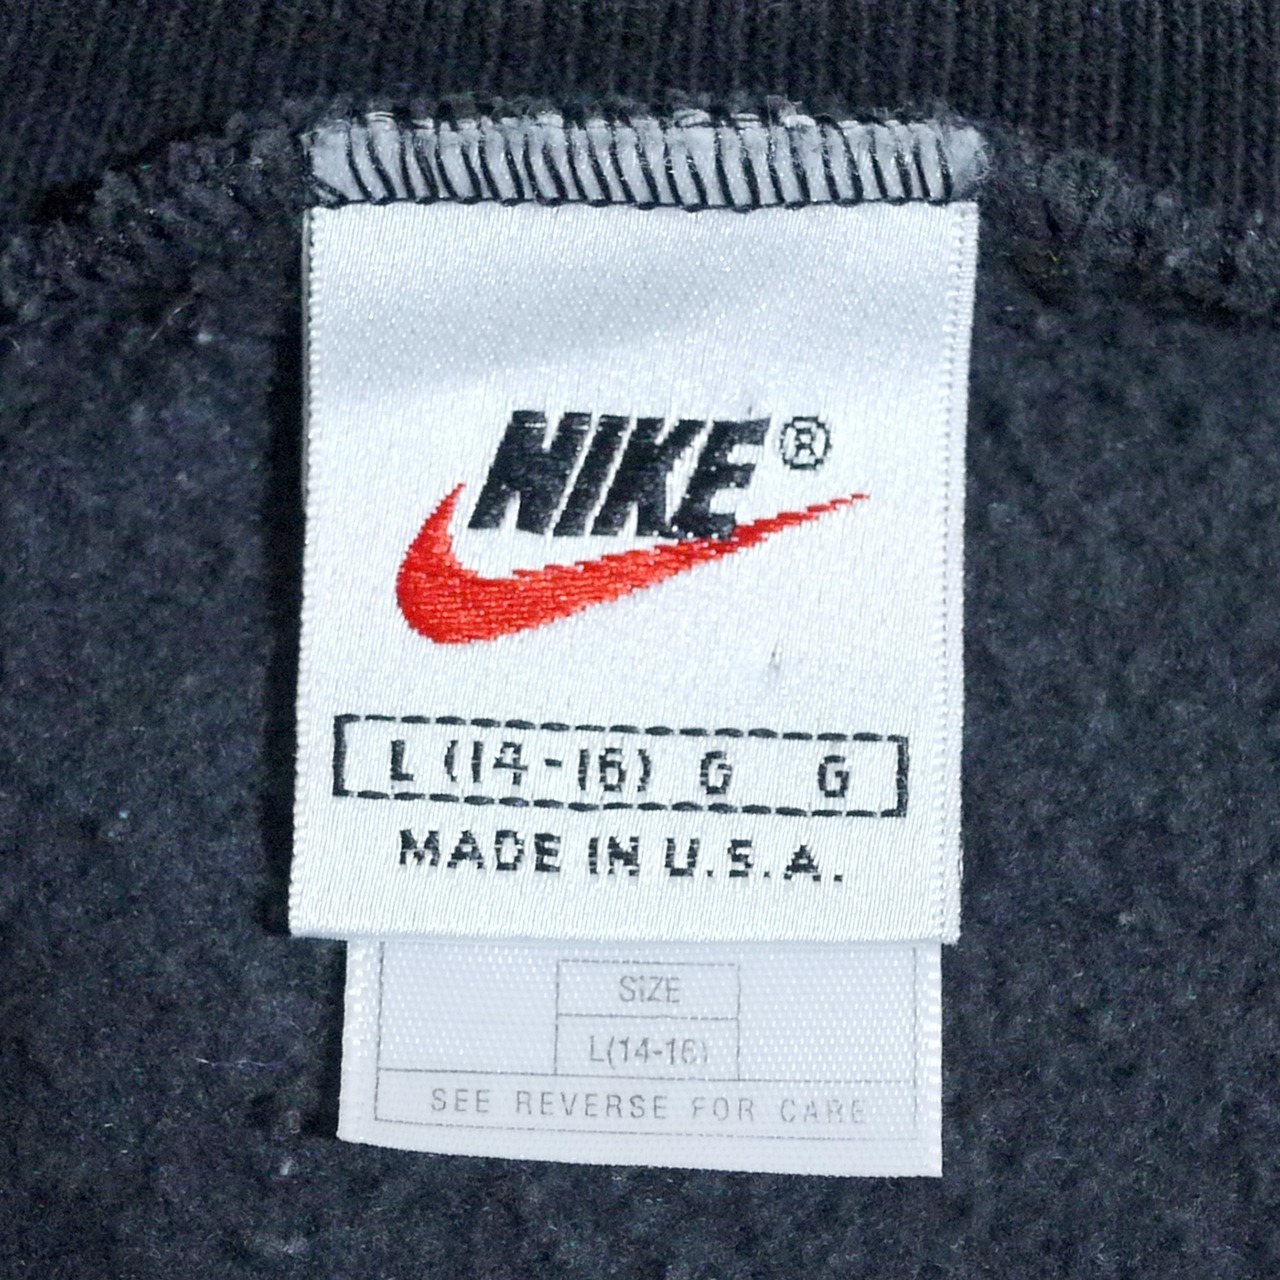 NIKE®
L (14-16) G G
MADE IN U.S.A.
SIZE
L(14-16)
SEE REVERSE FOR CARE